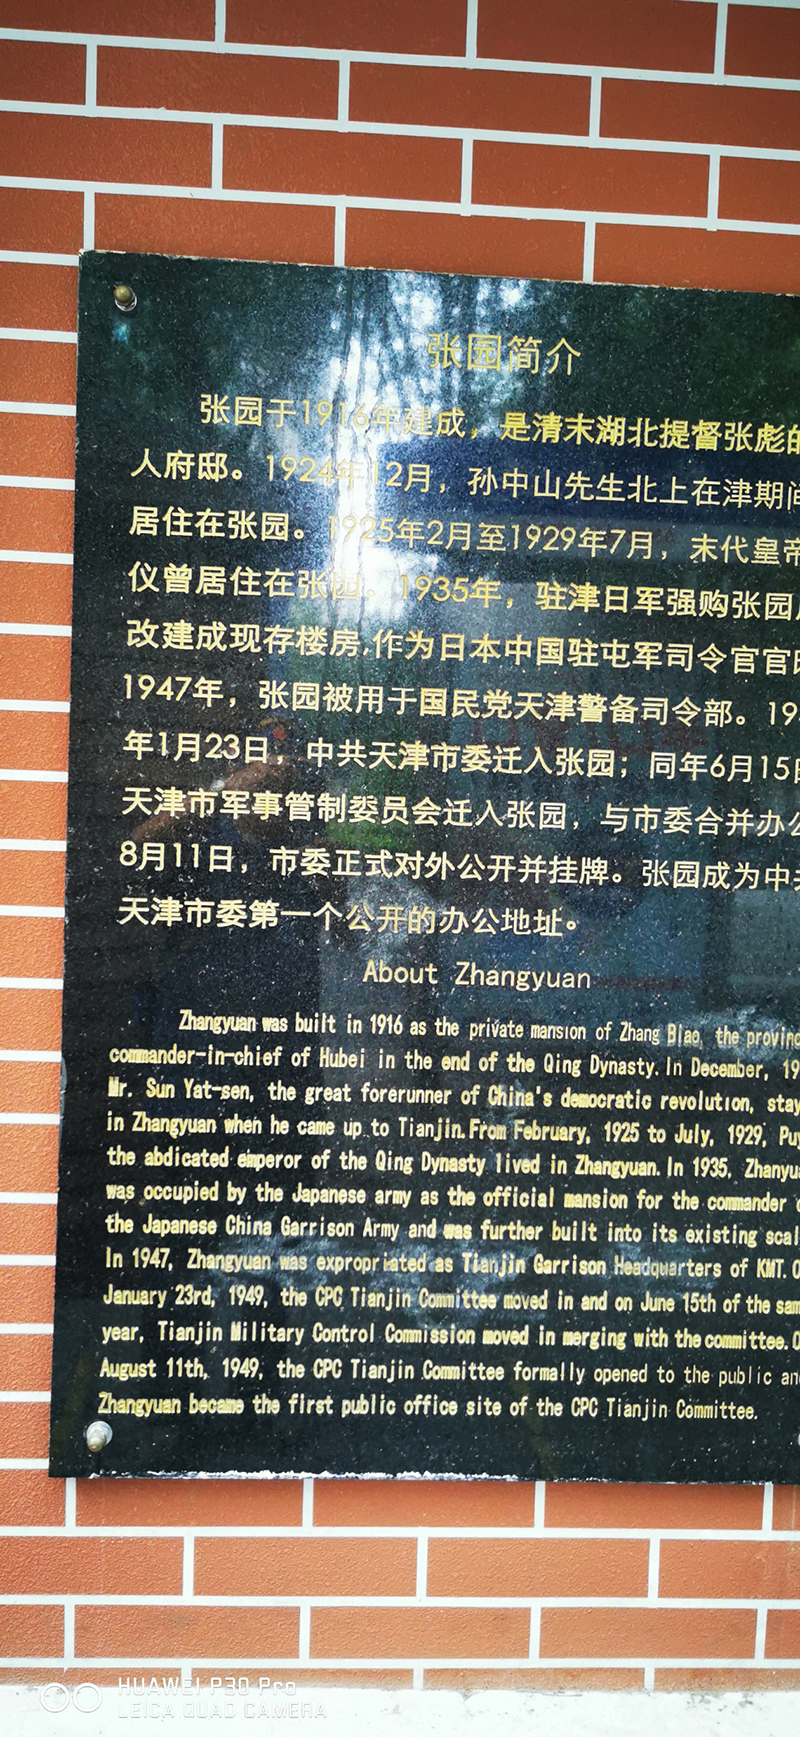 张园简介
张园于1916年建成，是清末湖北提督张彪的
人府邸。1924年12月，孙中山先生北上在津期间
居住在张园。1925年2月至1929年7月，末代皇帝
仪曾居住在张园。1935年，驻津日军强购张园后
改建成现存楼房,作为日本中国驻屯军司令官官邸
1947年，张园被用于国民党天津警备司令部。19
年1月23日，中共天津市委迁入张园；同年6月15日
天津市军事管制委员会迁入张园，与市委合并办公
8月11日，市委正式对外公开并挂牌。张园成为中共
天津市委第一个公开的办公地址。
About Zhangyuan
Zhangyuan was built in 1916 as the private mansion of Zhang Biao, the provinc
commander-in-chief of Hubei in the end of the Qing Dynasty. In December, 19
Mr. Sun Yat-sen, the great forerunner of China's democratic revolution, stay
in Zhangyuan when he came up to Tianjin. From February, 1925 to July, 1929, Puy
the abdicated emperor of the Qing Dynasty lived in Zhangyuan. In 1935, Zhanyua
was occupied by the Japanese army as the official mansion for the commander o
the Japanese China Garrison Army and was further built into its existing scal
In 1947, Zhangyuan was expropriated as Tianjin Garrison Headquarters of KMT. O
January 23rd, 1949, the CPC Tianjin Committee moved in and on June 15th of the sam
year, Tianjin Military Control Commission moved in merging with the committee. O
August 11th, 1949, the CPC Tianjin Committee formally opened to the public an
Zhangyuan became the first public office site of the CPC Tianjin Committee.
HUAWEI P30 Pro
LEICA QUAD CAMERA